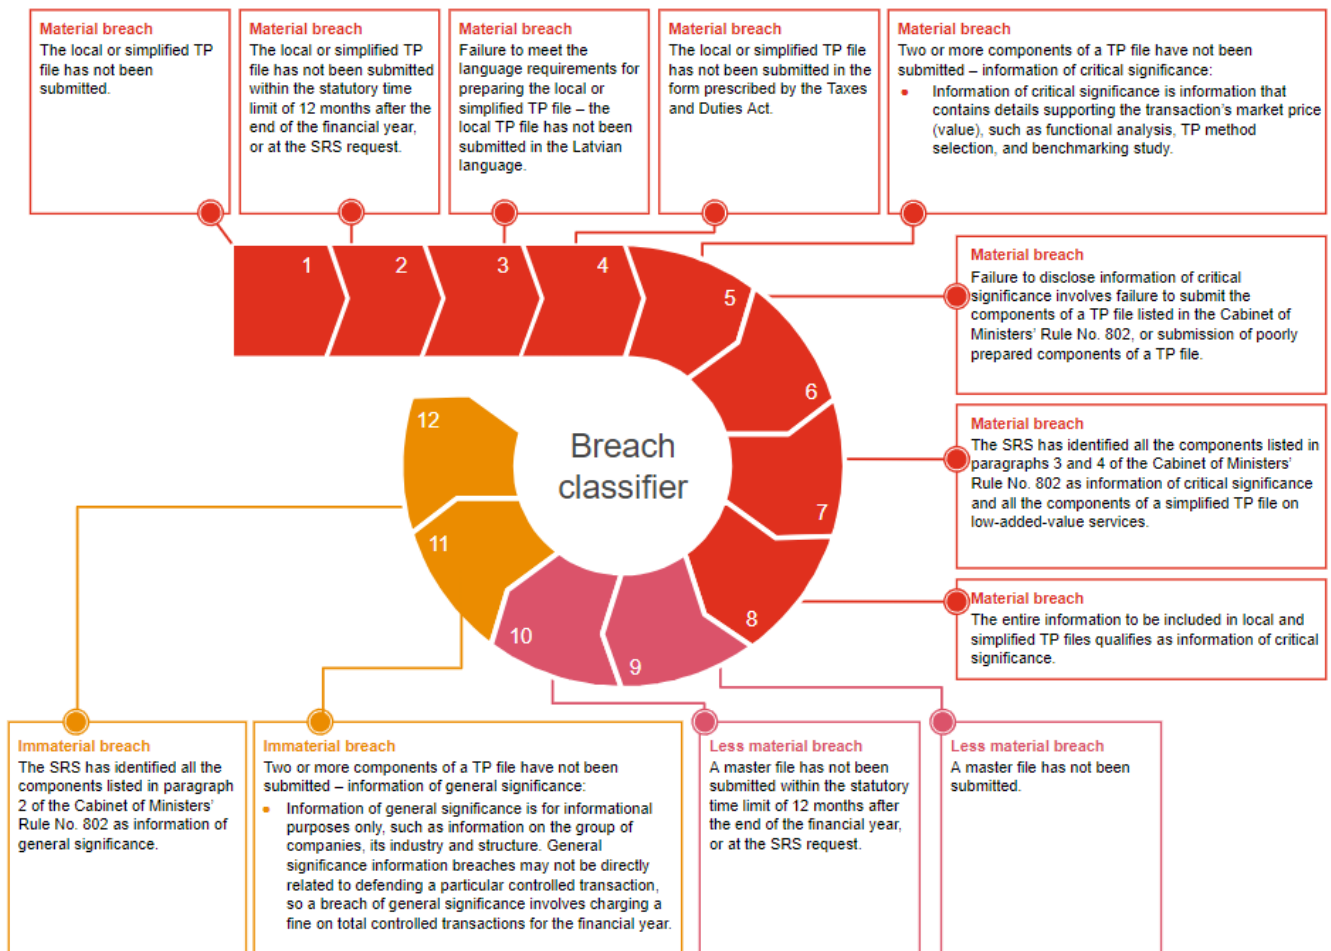 Material breach
The local or simplified TP
file has not been
submitted.
Material breach
The local or simplified TP
file has not been submitted
within the statutory time
limit of 12 months after the
end of the financial year,
or at the SRS request.
Material breach
Failure to meet the
language requirements for
preparing the local or
simplified TP file – the
local TP file has not been
submitted in the Latvian
language.
Material breach
The local or simplified TP file
has not been submitted in the
form prescribed by the Taxes
and Duties Act.
Material breach
Two or more components of a TP file have not been
submitted – information of critical significance:
• Information of critical significance is information that
contains details supporting the transaction's market price
(value), such as functional analysis, TP method
selection, and benchmarking study.
1
2
3
4
5
6
7
8
9
10
11
12
Breach
classifier
Material breach
Failure to disclose information of critical
significance involves failure to submit the
components of a TP file listed in the Cabinet of
Ministers' Rule No. 802, or submission of poorly
prepared components of a TP file.
Material breach
The SRS has identified all the components listed in
paragraphs 3 and 4 of the Cabinet of Ministers'
Rule No. 802 as information of critical significance
and all the components of a simplified TP file on
low-added-value services.
Material breach
The entire information to be included in local and
simplified TP files qualifies as information of critical
significance.
Immaterial breach
The SRS has identified all the
components listed in paragraph
2 of the Cabinet of Ministers'
Rule No. 802 as information of
general significance.
Immaterial breach
Two or more components of a TP file have not been
submitted – information of general significance:
• Information of general significance is for informational
purposes only, such as information on the group of
companies, its industry and structure. General
significance information breaches may not be directly
related to defending a particular controlled transaction,
so a breach of general significance involves charging a
fine on total controlled transactions for the financial year.
Less material breach
A master file has not been
submitted within the statutory
time limit of 12 months after
the end of the financial year,
or at the SRS request.
Less material breach
A master file has not been
submitted.